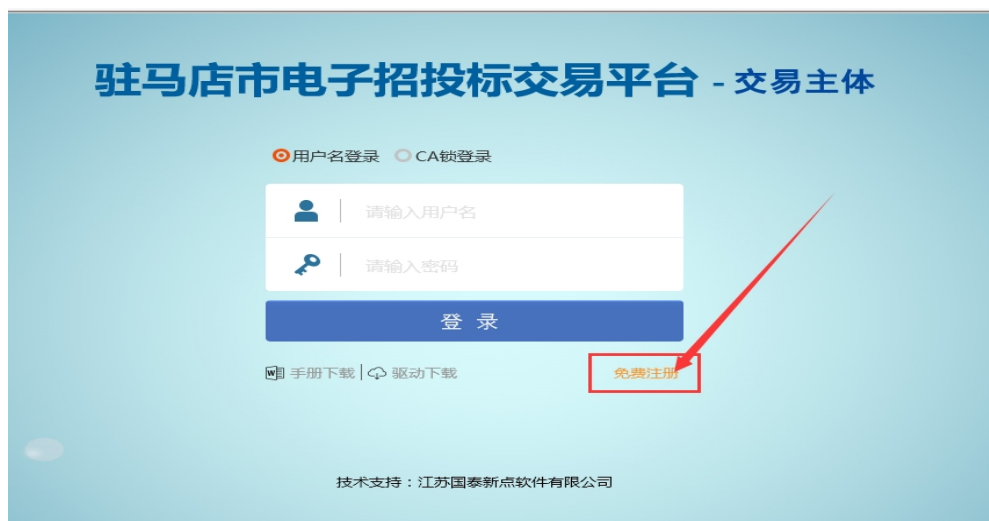 驻马店市电子招投标交易平台 - 交易主体
用户名登录 CA锁登录
请输入用户名
请输入密码
登 录
手册下载 驱动下载 免费注册
技术支持：江苏国泰新点软件有限公司